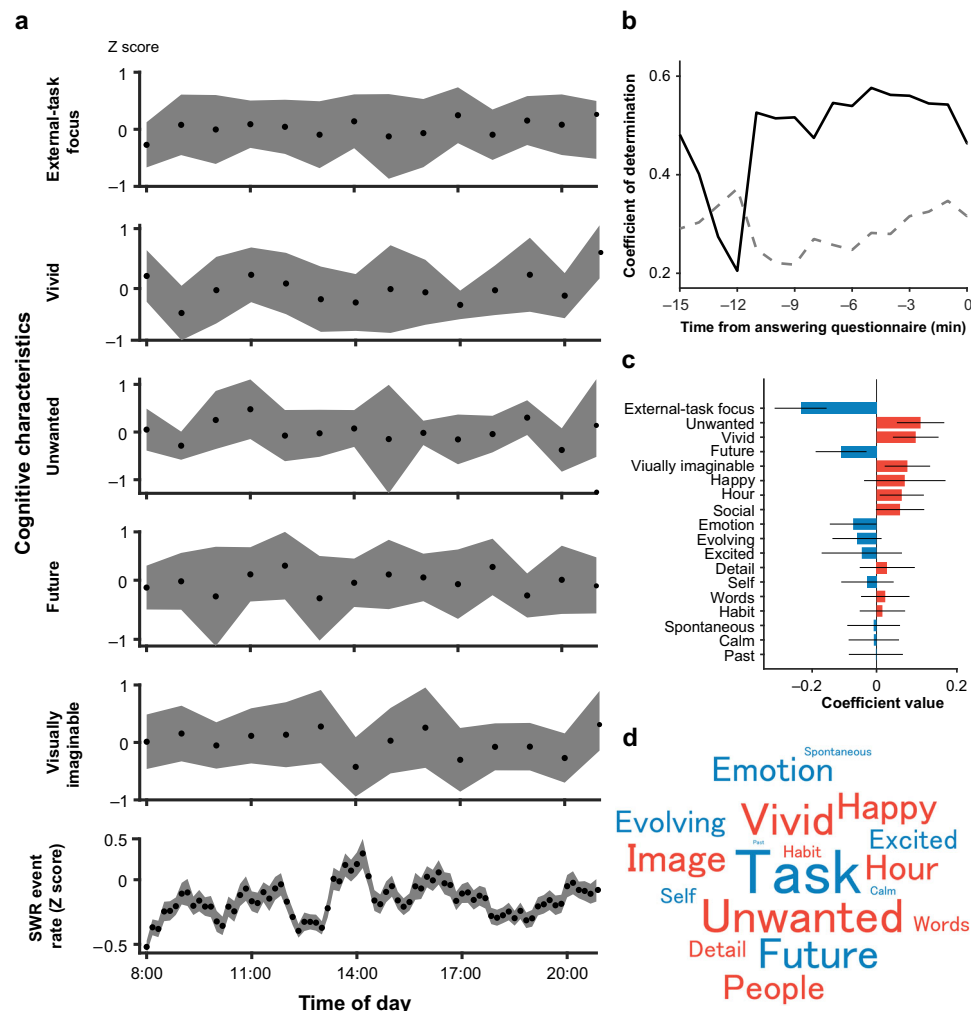 a
Z score
External-task
focus
1
0
–1
Vivid
1
0
–1
Cognitive characteristics
Unwanted
1
0
–1
Future
1
0
–1
Visually
imaginable
1
0
–1
SWR event
rate (Z score)
0.5
0
–0.5
8:00
11:00
14:00
17:00
20:00
Time of day
b
Coefficient of determination
0.6
0.4
0.2
–15
–12
–9
–6
–3
0
Time from answering questionnaire (min)
c
External-task focus
Unwanted
Vivid
Future
Viually imaginable
Happy
Hour
Social
Emotion
Evolving
Excited
Detail
Self
Words
Habit
Spontaneous
Calm
Past
–0.2
0
0.2
Coefficient value
d
Spontaneous
Emotion
Vivid
Happy
Evolving
Excited
Past
Habit
Image
Task
Hour
Self
Calm
Unwanted
Words
Detail
Future
People